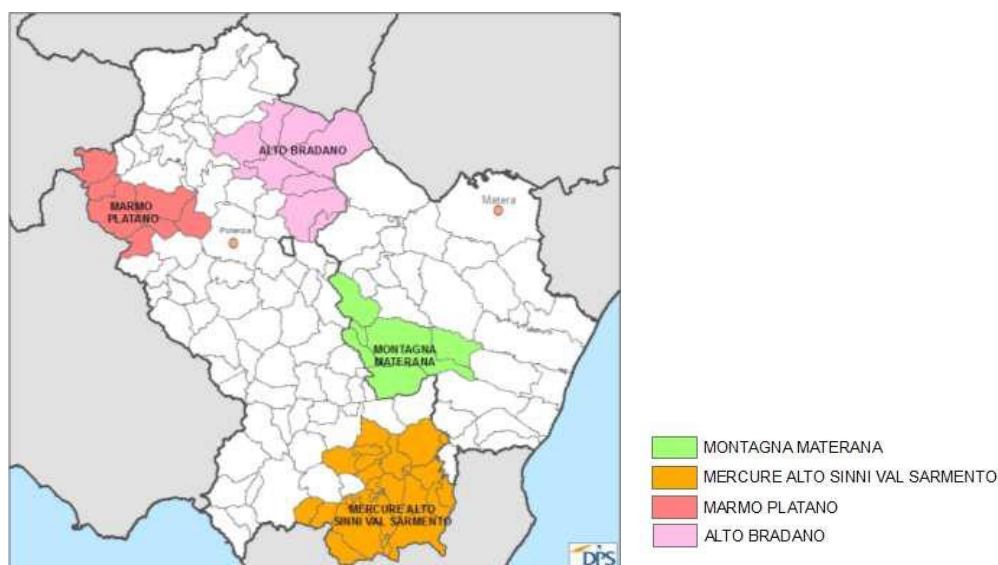 ALTO BRADANO
MARMO
PLATANO
Matera
Potenza
MONTAGNA
MATERANA
MERCURE ALTO
SINNI VAL SARMENTO
DPS
MONTAGNA MATERANA
MERCURE ALTO SINNI VAL SARMENTO
MARMO PLATANO
ALTO BRADANO